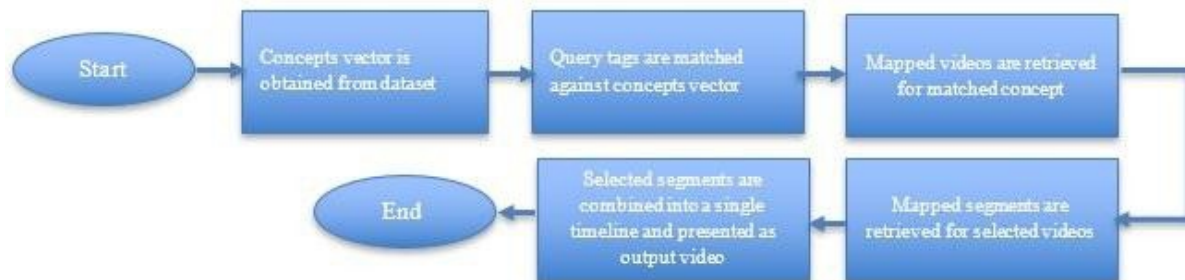 Start
Concepts vector is
obtained from dataset
Query tags are matched
against concepts vector
Mapped videos are retrieved
for matched concept
Mapped segments are
retrieved for selected videos
Selected segments are
combined into a single
timeline and presented as
output video
End